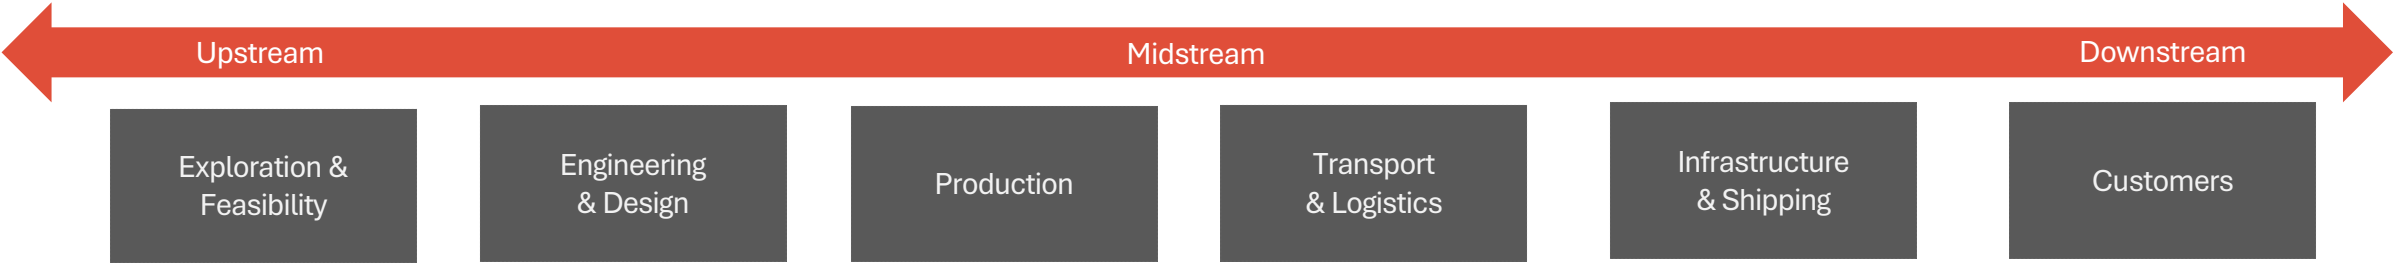 Upstream
Midstream
Downstream
Exploration &
Feasibility
Engineering
& Design
Production
Transport
& Logistics
Infrastructure
& Shipping
Customers